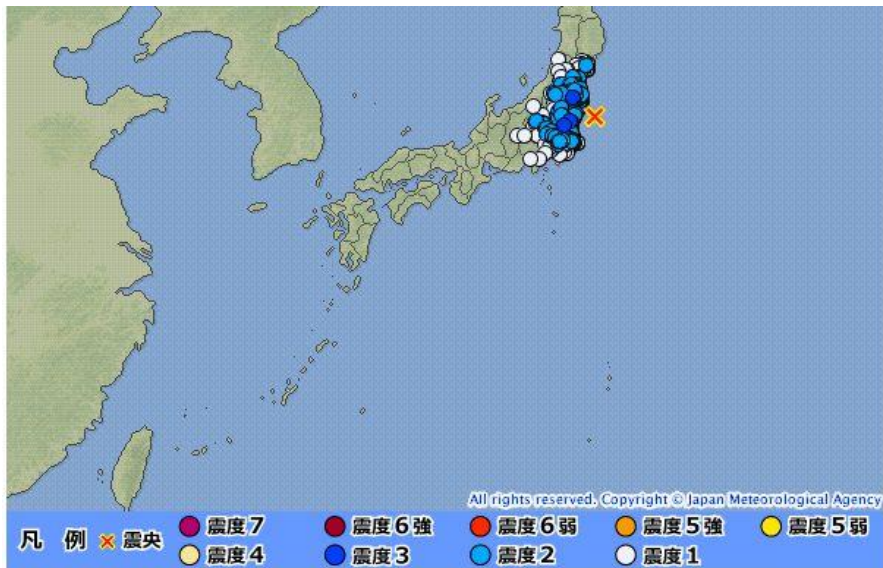 All rights reserved. Copyright © Japan Meteorological Agency
凡 例 震央 震度7 震度6強 震度6弱 震度5強 震度5弱
震度4 震度3 震度2 震度1